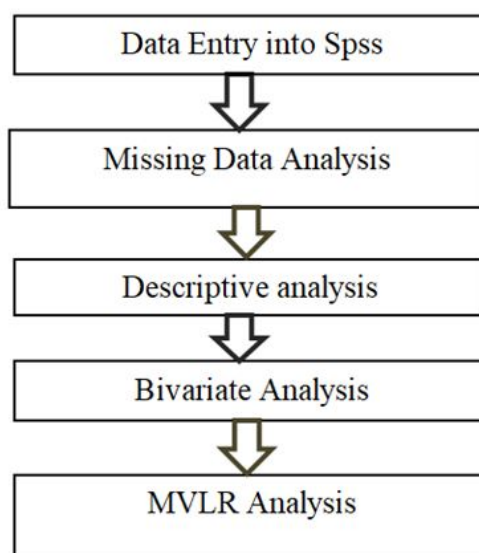 Data Entry into Spss
Missing Data Analysis
Descriptive analysis
Bivariate Analysis
MVLR Analysis